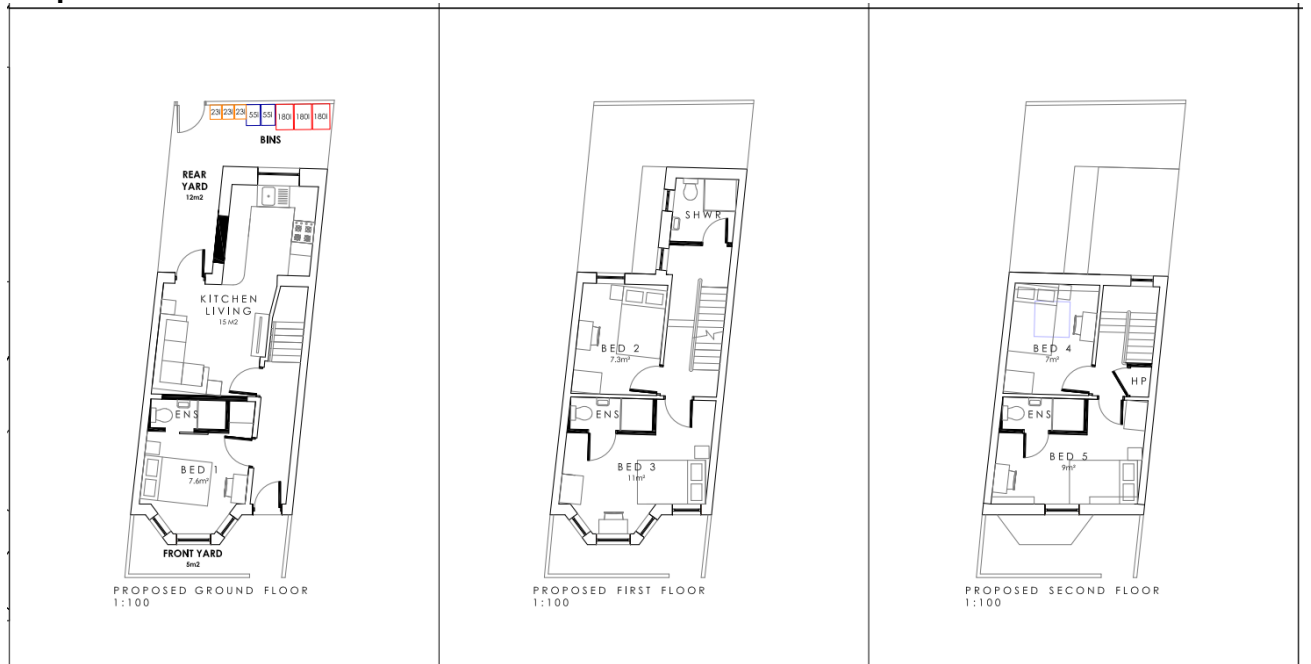 23l 23l 23l 55l 55l 180l 180l 180l
BINS
REAR
YARD
12m2
KITCHEN
LIVING
15 M2
ENS
BED 1
7.6m²
FRONT YARD
5m2
PROPOSED GROUND FLOOR
1:100
SHWR
BED 2
7.3m²
ENS
BED 3
11m²
PROPOSED FIRST FLOOR
1:100
BED 4
7m²
HP
ENS
BED 5
9m²
PROPOSED SECOND FLOOR
1:100